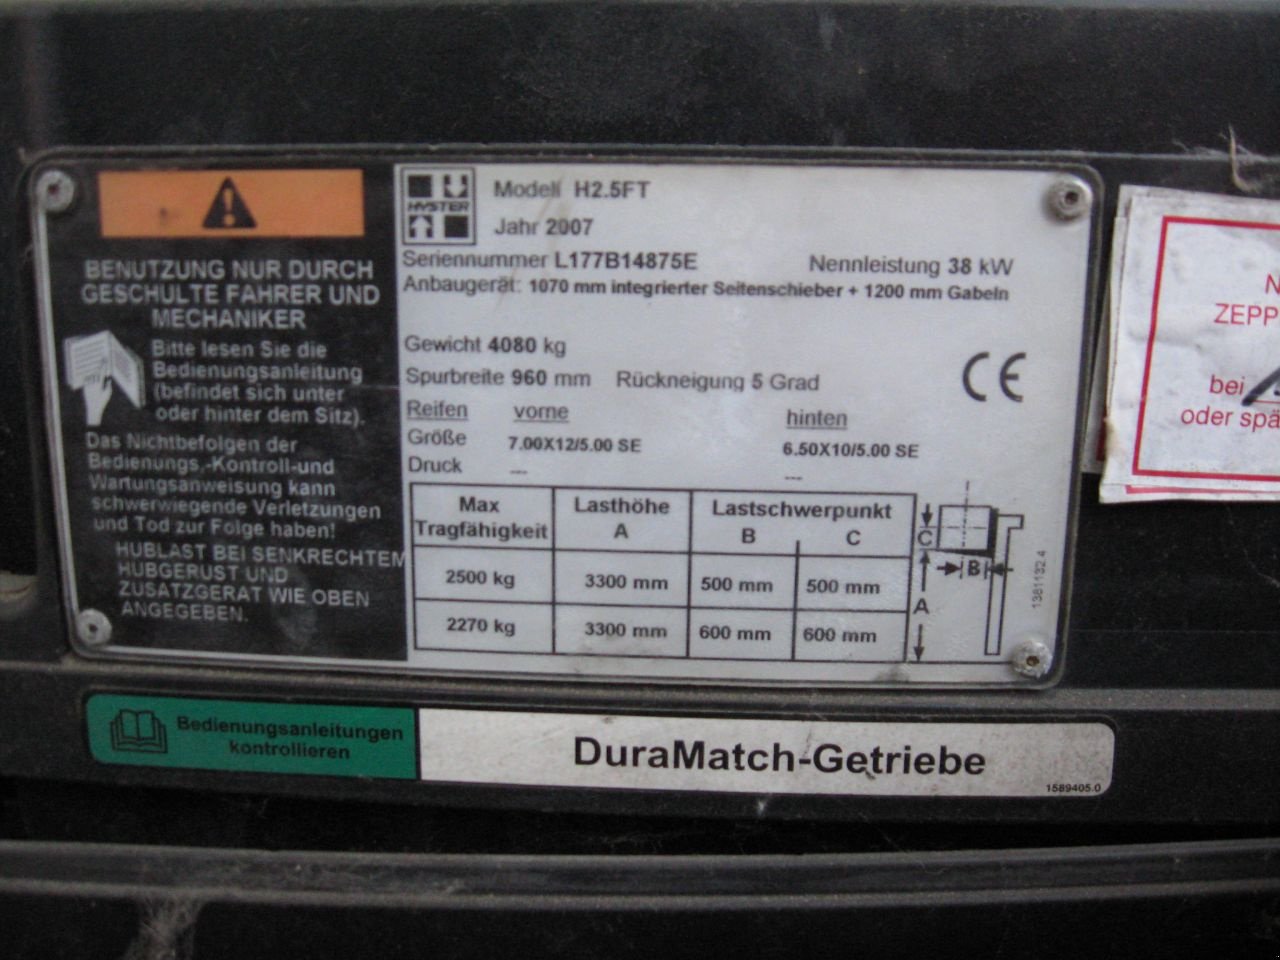 BENUTZUNG NUR DURCH
GESCHULTE FAHRER UND
MECHANIKER
Bitte lesen Sie die
Bedienungsanleitung
(befindet sich unter
oder hinter dem Sitz).
Das Nichtbefolgen der
Bedienungs,-Kontroll-und
Wartungsanweisung kann
schwerwiegende Verletzungen
und Tod zur Folge haben!
HUBLAST BEI SENKRECHTEM
HUBGERUST UND
ZUSATZGERAT WIE OBEN
ANGEGEBEN.
HYSTER
Modell H2.5FT
Jahr 2007
Seriennummer L177B14875E Nennleistung 38 kW
Anbaugerät: 1070 mm integrierter Seitenschieber + 1200 mm Gabeln
Gewicht 4080 kg
CE
Spurbreite 960 mm Rückneigung 5 Grad
Reifen vorne hinten
Größe 7.00X12/5.00 SE 6.50X10/5.00 SE
Druck --- ---
Max Tragfähigkeit Lasthöhe A Lastschwerpunkt B C
2500 kg 3300 mm 500 mm 500 mm
2270 kg 3300 mm 600 mm 600 mm
C
B
A
1381132.4
Bedienungsanleitungen
kontrollieren
DuraMatch-Getriebe
1589405.0
N
ZEPP
bei
oder spä